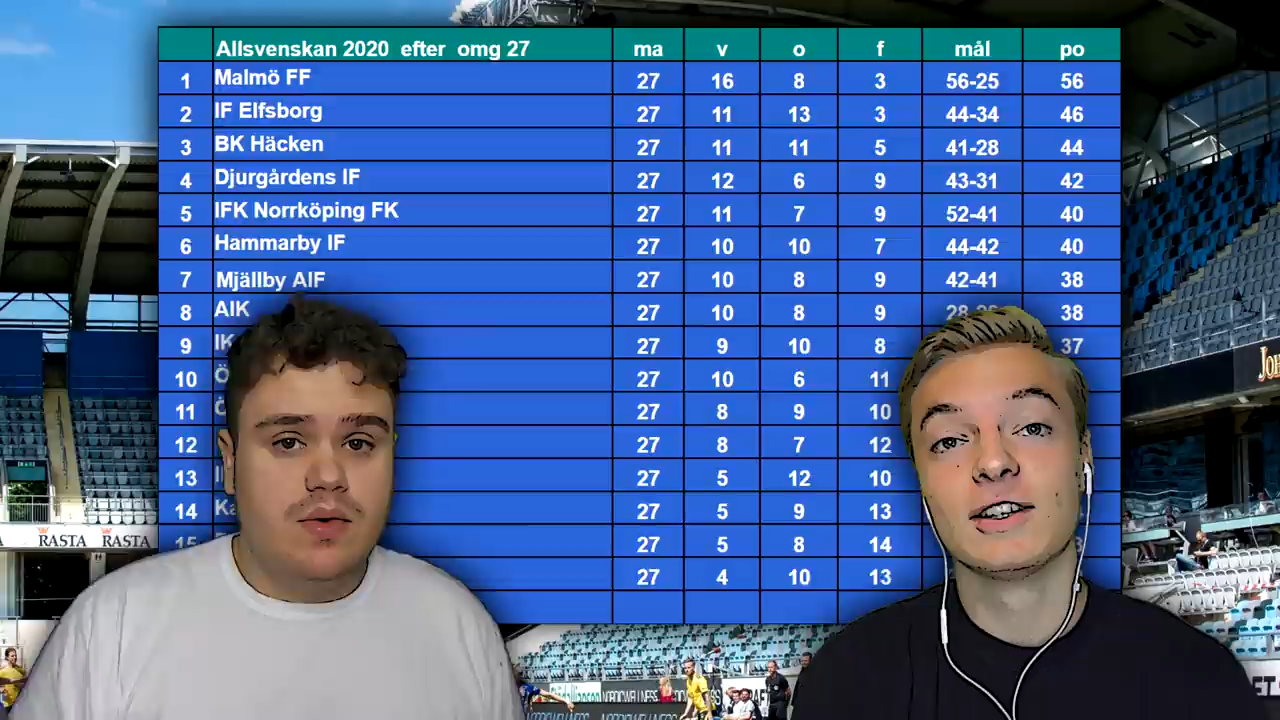 Allsvenskan 2020 efter omg 27 ma v o f mål po
1 Malmö FF 27 16 8 3 56-25 56
2 IF Elfsborg 27 11 13 3 44-34 46
3 BK Häcken 27 11 11 5 41-28 44
4 Djurgårdens IF 27 12 6 9 43-31 42
5 IFK Norrköping FK 27 11 7 9 52-41 40
6 Hammarby IF 27 10 10 7 44-42 40
7 Mjällby AIF 27 10 8 9 42-41 38
8 AIK 27 10 8 9 38
9 27 9 10 8 37
10 27 10 6 11
11 27 8 9 10
12 27 8 7 12
13 27 5 12 10
14 27 5 9 13
15 27 5 8 14
27 4 10 13
RASTA RASTA
NORDICWELLNESS